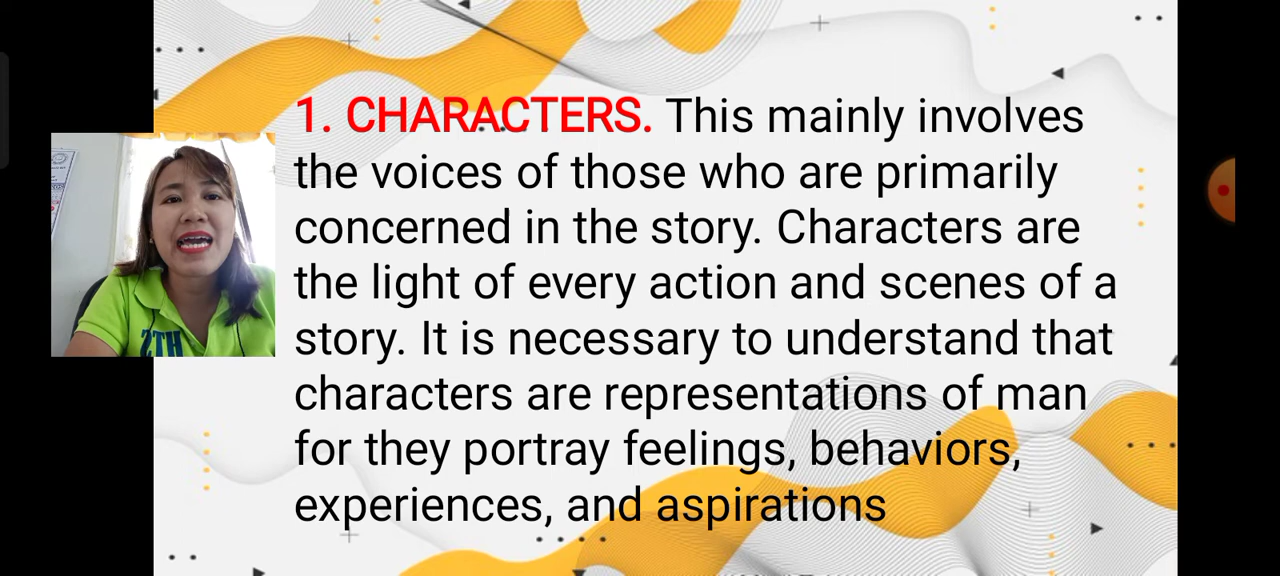 1. CHARACTERS. This mainly involves
the voices of those who are primarily
concerned in the story. Characters are
the light of every action and scenes of a
story. It is necessary to understand that
characters are representations of man
for they portray feelings, behaviors,
experiences, and aspirations
ZTH